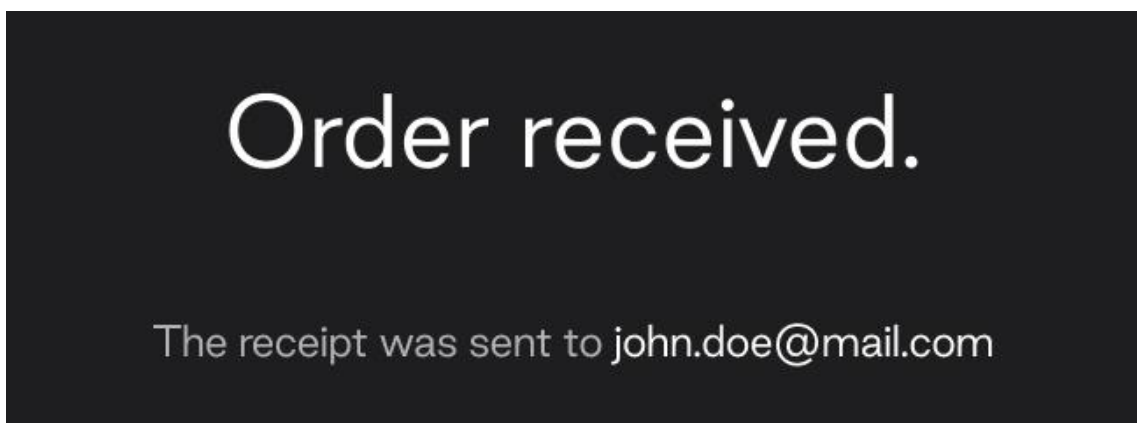 Order received.
The receipt was sent to john.doe@mail.com